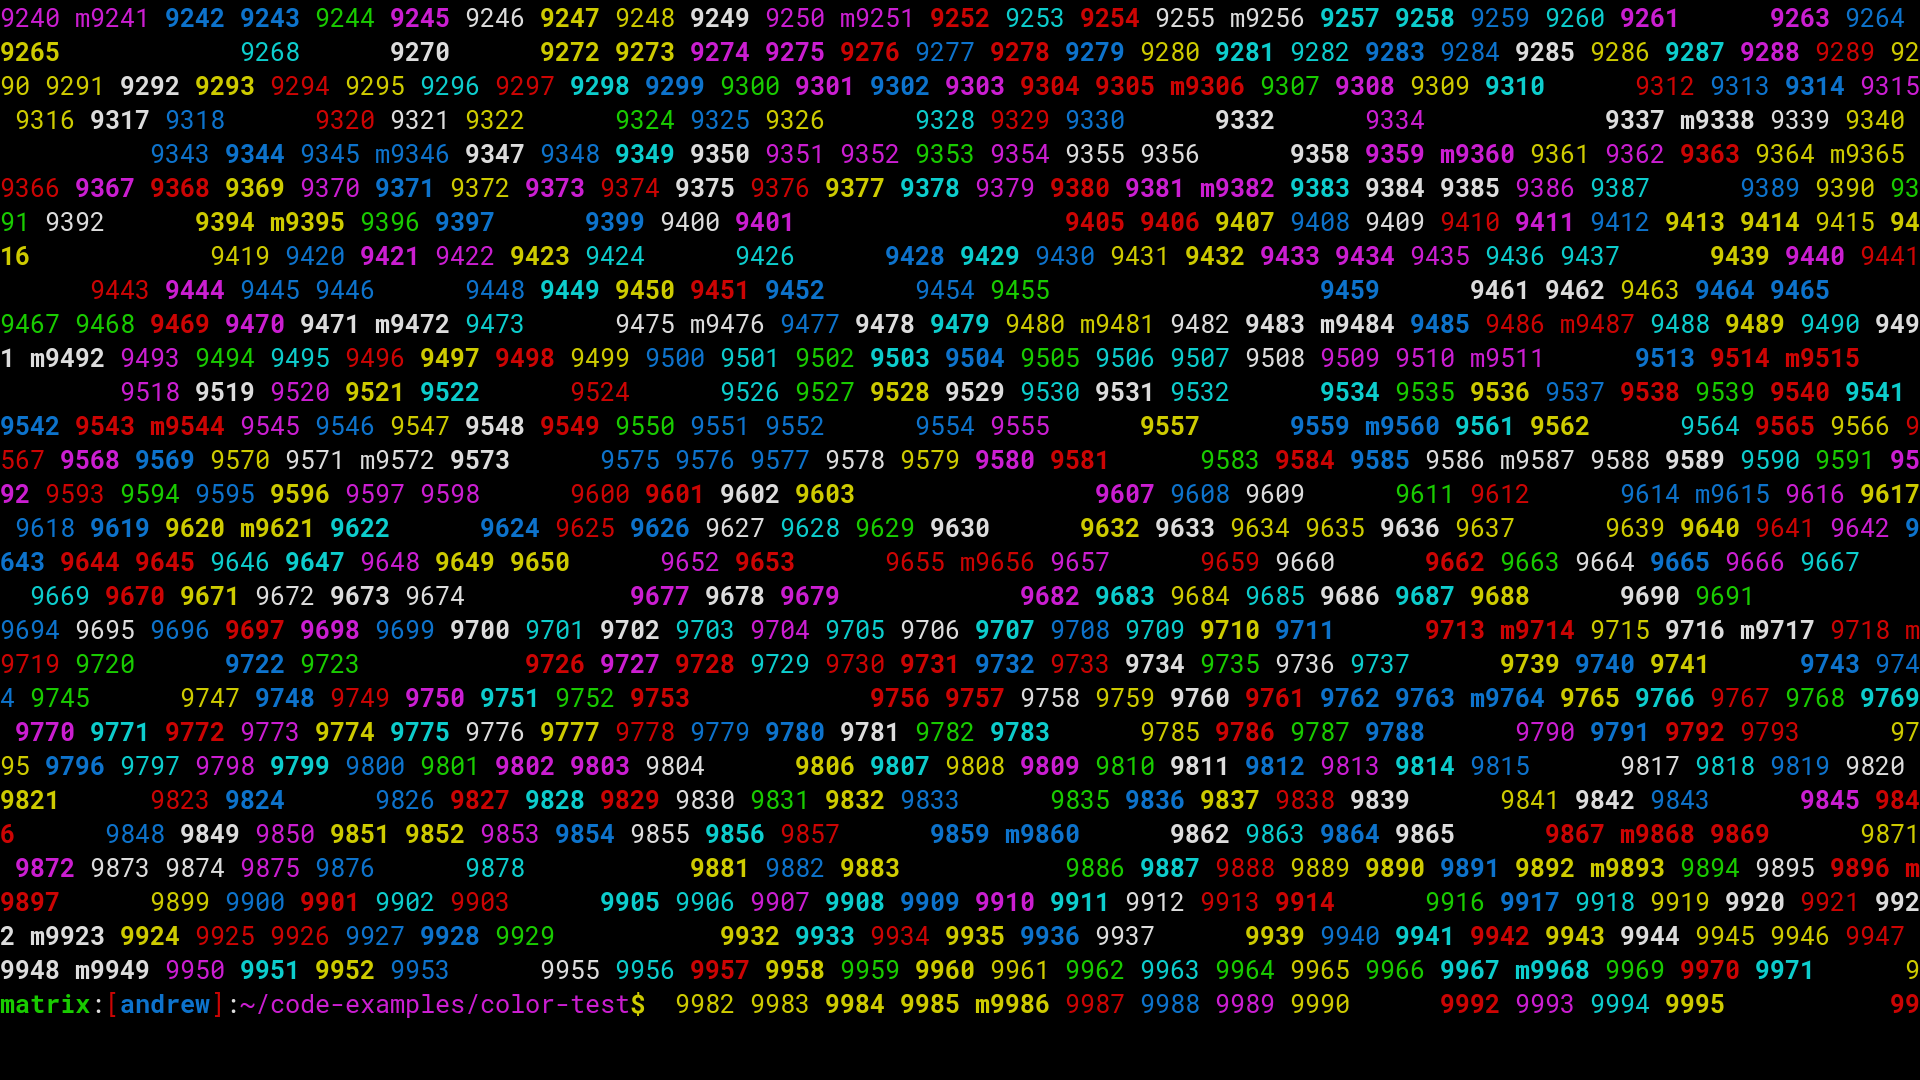 9240 m9241 9242 9243 9244 9245 9246 9247 9248 9249 9250 m9251 9252 9253 9254 9255 m9256 9257 9258 9259 9260 9261 9263 9264
9265 9268 9270 9272 9273 9274 9275 9276 9277 9278 9279 9280 9281 9282 9283 9284 9285 9286 9287 9288 9289 92
90 9291 9292 9293 9294 9295 9296 9297 9298 9299 9300 9301 9302 9303 9304 9305 m9306 9307 9308 9309 9310 9312 9313 9314 9315
9316 9317 9318 9320 9321 9322 9324 9325 9326 9328 9329 9330 9332 9334 9337 m9338 9339 9340
9343 9344 9345 m9346 9347 9348 9349 9350 9351 9352 9353 9354 9355 9356 9358 9359 m9360 9361 9362 9363 9364 m9365
9366 9367 9368 9369 9370 9371 9372 9373 9374 9375 9376 9377 9378 9379 9380 9381 m9382 9383 9384 9385 9386 9387 9389 9390 93
91 9392 9394 m9395 9396 9397 9399 9400 9401 9405 9406 9407 9408 9409 9410 9411 9412 9413 9414 9415 94
16 9419 9420 9421 9422 9423 9424 9426 9428 9429 9430 9431 9432 9433 9434 9435 9436 9437 9439 9440 9441
9443 9444 9445 9446 9448 9449 9450 9451 9452 9454 9455 9459 9461 9462 9463 9464 9465
9467 9468 9469 9470 9471 m9472 9473 9475 m9476 9477 9478 9479 9480 m9481 9482 9483 m9484 9485 9486 m9487 9488 9489 9490 949
1 m9492 9493 9494 9495 9496 9497 9498 9499 9500 9501 9502 9503 9504 9505 9506 9507 9508 9509 9510 m9511 9513 9514 m9515
9518 9519 9520 9521 9522 9524 9526 9527 9528 9529 9530 9531 9532 9534 9535 9536 9537 9538 9539 9540 9541
9542 9543 m9544 9545 9546 9547 9548 9549 9550 9551 9552 9554 9555 9557 9559 m9560 9561 9562 9564 9565 9566 9
567 9568 9569 9570 9571 m9572 9573 9575 9576 9577 9578 9579 9580 9581 9583 9584 9585 9586 m9587 9588 9589 9590 9591 95
92 9593 9594 9595 9596 9597 9598 9600 9601 9602 9603 9607 9608 9609 9611 9612 9614 m9615 9616 9617
9618 9619 9620 m9621 9622 9624 9625 9626 9627 9628 9629 9630 9632 9633 9634 9635 9636 9637 9639 9640 9641 9642 9
643 9644 9645 9646 9647 9648 9649 9650 9652 9653 9655 m9656 9657 9659 9660 9662 9663 9664 9665 9666 9667
9669 9670 9671 9672 9673 9674 9677 9678 9679 9682 9683 9684 9685 9686 9687 9688 9690 9691
9694 9695 9696 9697 9698 9699 9700 9701 9702 9703 9704 9705 9706 9707 9708 9709 9710 9711 9713 m9714 9715 9716 m9717 9718 m
9719 9720 9722 9723 9726 9727 9728 9729 9730 9731 9732 9733 9734 9735 9736 9737 9739 9740 9741 9743 974
4 9745 9747 9748 9749 9750 9751 9752 9753 9756 9757 9758 9759 9760 9761 9762 9763 m9764 9765 9766 9767 9768 9769
9770 9771 9772 9773 9774 9775 9776 9777 9778 9779 9780 9781 9782 9783 9785 9786 9787 9788 9790 9791 9792 9793 97
95 9796 9797 9798 9799 9800 9801 9802 9803 9804 9806 9807 9808 9809 9810 9811 9812 9813 9814 9815 9817 9818 9819 9820
9821 9823 9824 9826 9827 9828 9829 9830 9831 9832 9833 9835 9836 9837 9838 9839 9841 9842 9843 9845 984
6 9848 9849 9850 9851 9852 9853 9854 9855 9856 9857 9859 m9860 9862 9863 9864 9865 9867 m9868 9869 9871
9872 9873 9874 9875 9876 9878 9881 9882 9883 9886 9887 9888 9889 9890 9891 9892 m9893 9894 9895 9896 m
9897 9899 9900 9901 9902 9903 9905 9906 9907 9908 9909 9910 9911 9912 9913 9914 9916 9917 9918 9919 9920 9921 992
2 m9923 9924 9925 9926 9927 9928 9929 9932 9933 9934 9935 9936 9937 9939 9940 9941 9942 9943 9944 9945 9946 9947
9948 m9949 9950 9951 9952 9953 9955 9956 9957 9958 9959 9960 9961 9962 9963 9964 9965 9966 9967 m9968 9969 9970 9971 9
matrix:[andrew]:~/code-examples/color-test$ 9982 9983 9984 9985 m9986 9987 9988 9989 9990 9992 9993 9994 9995 99